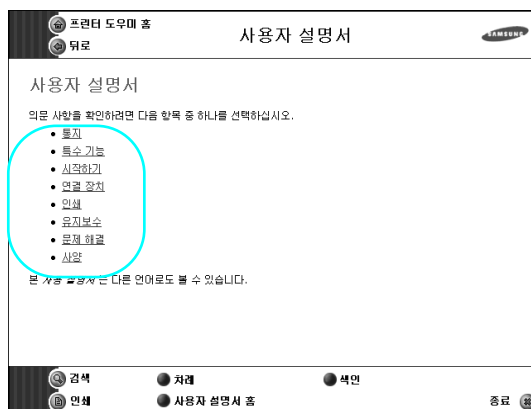 프린터 도우미 홈
뒤로
사용자 설명서
SAMSUNG
사용자 설명서
의문 사항을 확인하려면 다음 항목 중 하나를 선택하십시오.
• 통지
• 특수 기능
• 시작하기
• 연결 장치
• 인쇄
• 유지보수
• 문제 해결
• 사양
본 사용 설명서는 다른 언어로도 볼 수 있습니다.
검색
차례
색인
인쇄
사용자 설명서 홈
종료